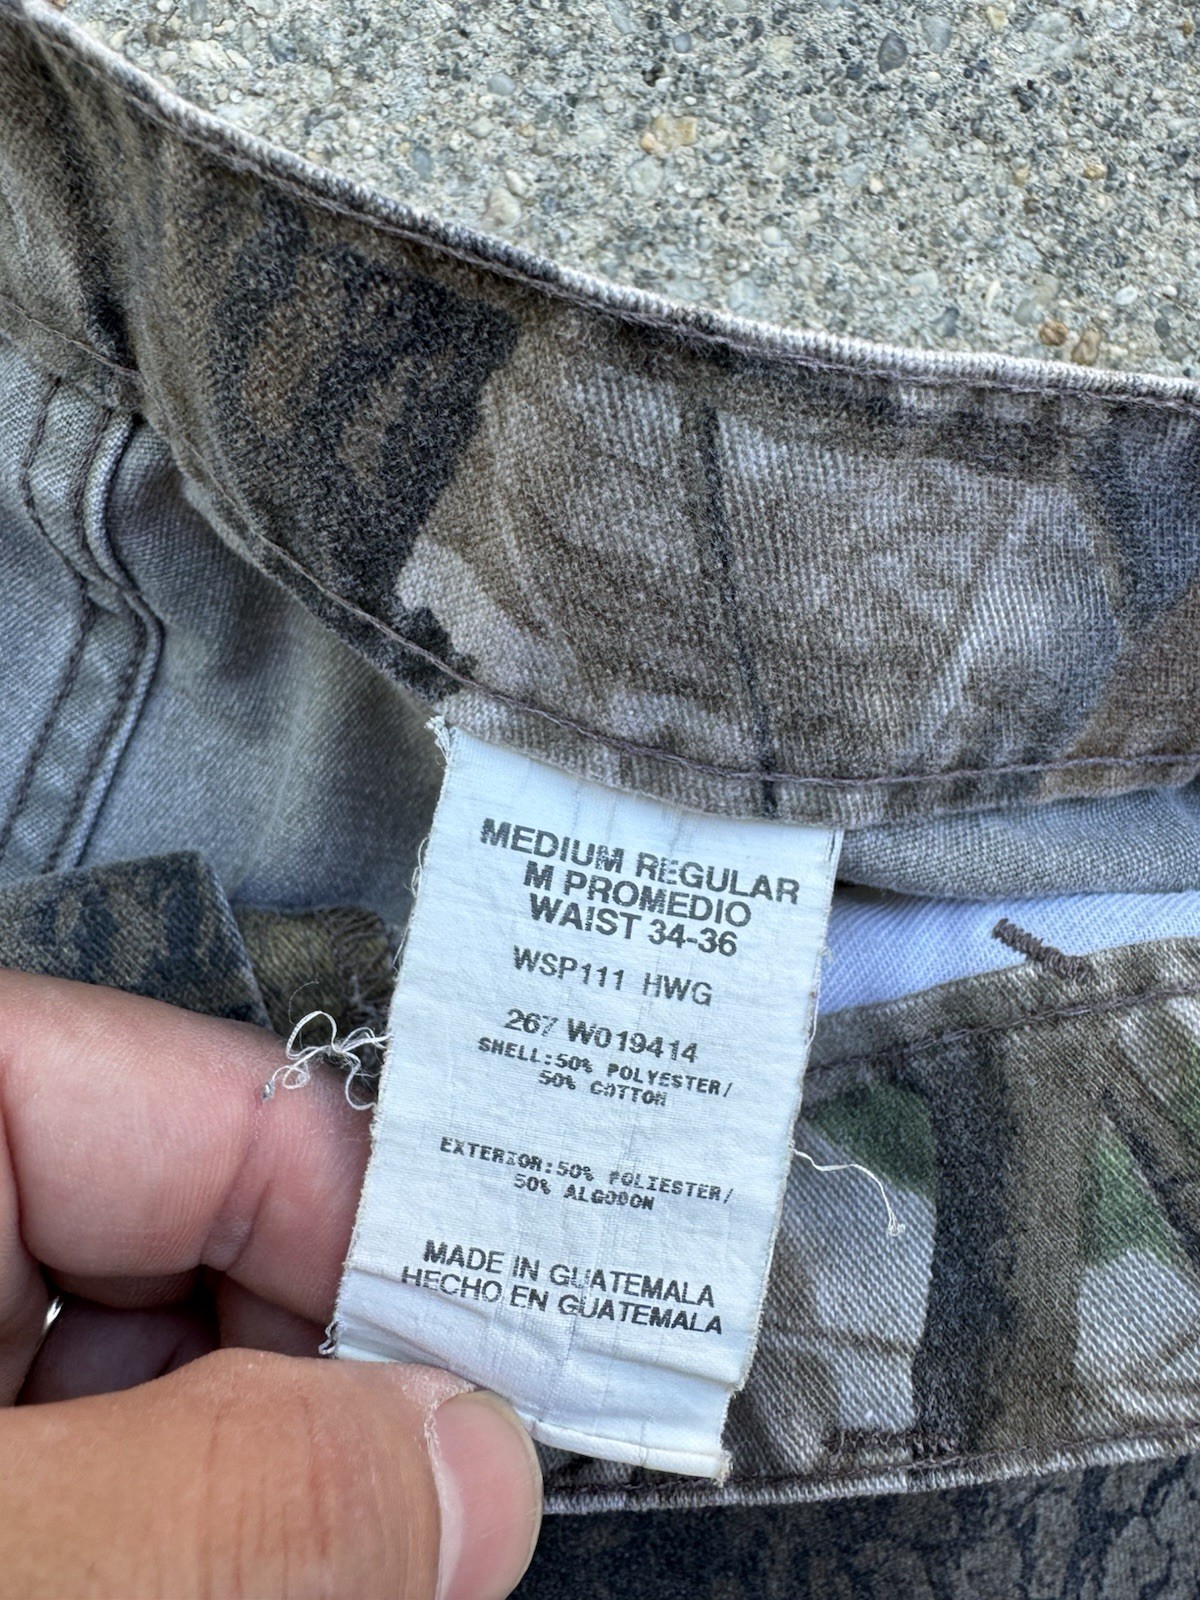 MEDIUM REGULAR
M PROMEDIO
WAIST 34-36
WSP111 HWG
267 W019414
SHELL:50% POLYESTER/
50% COTTON
EXTERIOR:50% POLIESTER/
50% ALGODON
MADE IN GUATEMALA
HECHO EN GUATEMALA